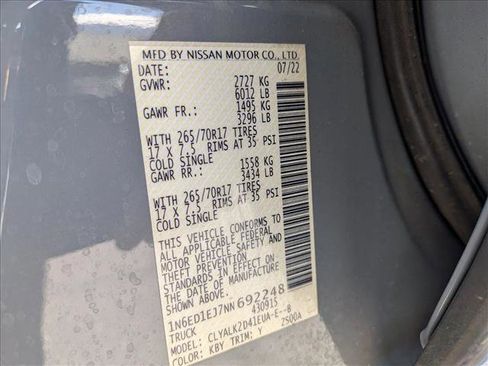 MFD BY NISSAN MOTOR CO., LTD.
DATE: 07/22
GVWR: 2727 KG
6012 LB
GAWR FR.: 1495 KG
3296 LB
WITH 265/70R17 TIRES
17 X 7.5 RIMS AT 35 PSI
COLD SINGLE
GAWR RR.: 1558 KG
3434 LB
WITH 265/70R17 TIRES
17 X 7.5 RIMS AT 35 PSI
COLD SINGLE
THIS VEHICLE CONFORMS TO
ALL APPLICABLE FEDERAL
MOTOR VEHICLE SAFETY AND
THEFT PREVENTION
STANDARDS IN EFFECT ON
THE DATE OF MANUFACTURE
SHOWN ABOVE.
1N6ED1EJ7NN692248
TRUCK 430915
MODEL: CLYALK2D41EUA-E--B
COLOR: KBY TRIM: Y 2500A